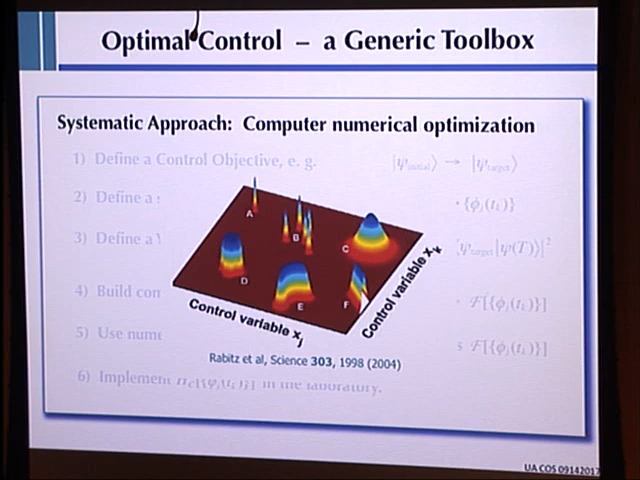 Optimal Control – a Generic Toolbox
Systematic Approach: Computer numerical optimization
1) Define a Control Objective, e. g. |ψinitial⟩ → |ψtarget⟩
2) Define a {ϕj(ti)}
3) Define a ψtarget|ψ(T)⟩|²
4) Build con ℱ[{ϕj(ti)}]
5) Use nume s ℱ[{ϕj(ti)}]
6) Implement in the laboratory.
A
B
C
D
E
F
Control variable xj
Control variable xk
Rabitz et al, Science 303, 1998 (2004)
UA COS 09142017